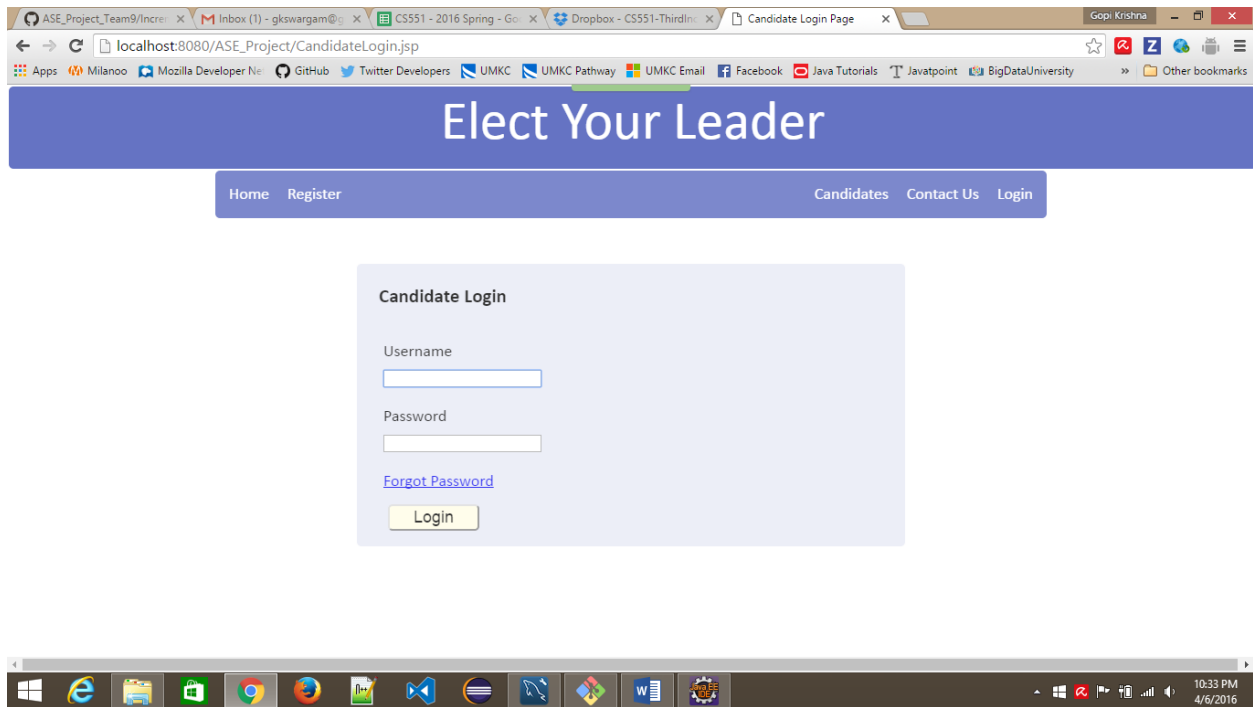 ASE_Project_Team9/Increm
Inbox (1) - gkswargam@g
CS551 - 2016 Spring - Go
Dropbox - CS551-ThirdInc
Candidate Login Page
Gopi Krishna
localhost:8080/ASE_Project/CandidateLogin.jsp
Apps Milanoo Mozilla Developer Ne GitHub Twitter Developers UMKC UMKC Pathway UMKC Email Facebook Java Tutorials Javatpoint BigDataUniversity » Other bookmarks
Elect Your Leader
Home Register Candidates Contact Us Login
Candidate Login
Username
Password
Forgot Password
Login
10:33 PM
4/6/2016